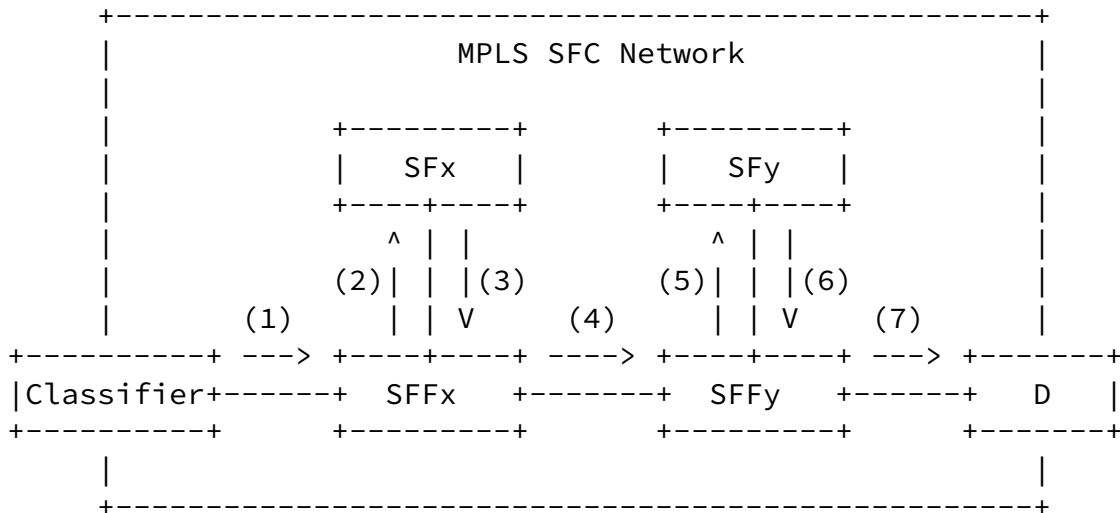 MPLS SFC Network
SFx SFy
(2) (3) (5) (6)
(1) (4) (7)
Classifier SFFx SFFy D